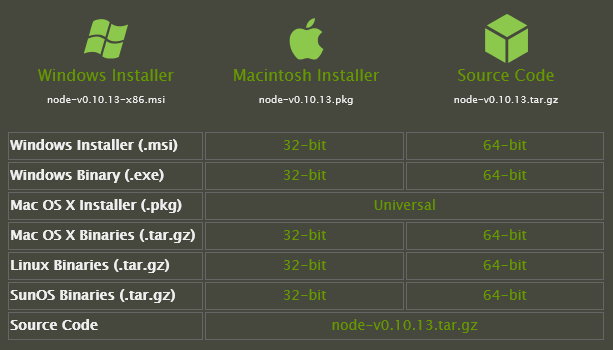 Windows Installer Macintosh Installer Source Code
node-v0.10.13-x86.msi node-v0.10.13.pkg node-v0.10.13.tar.gz
Windows Installer (.msi) 32-bit 64-bit
Windows Binary (.exe) 32-bit 64-bit
Mac OS X Installer (.pkg) Universal
Mac OS X Binaries (.tar.gz) 32-bit 64-bit
Linux Binaries (.tar.gz) 32-bit 64-bit
SunOS Binaries (.tar.gz) 32-bit 64-bit
Source Code node-v0.10.13.tar.gz